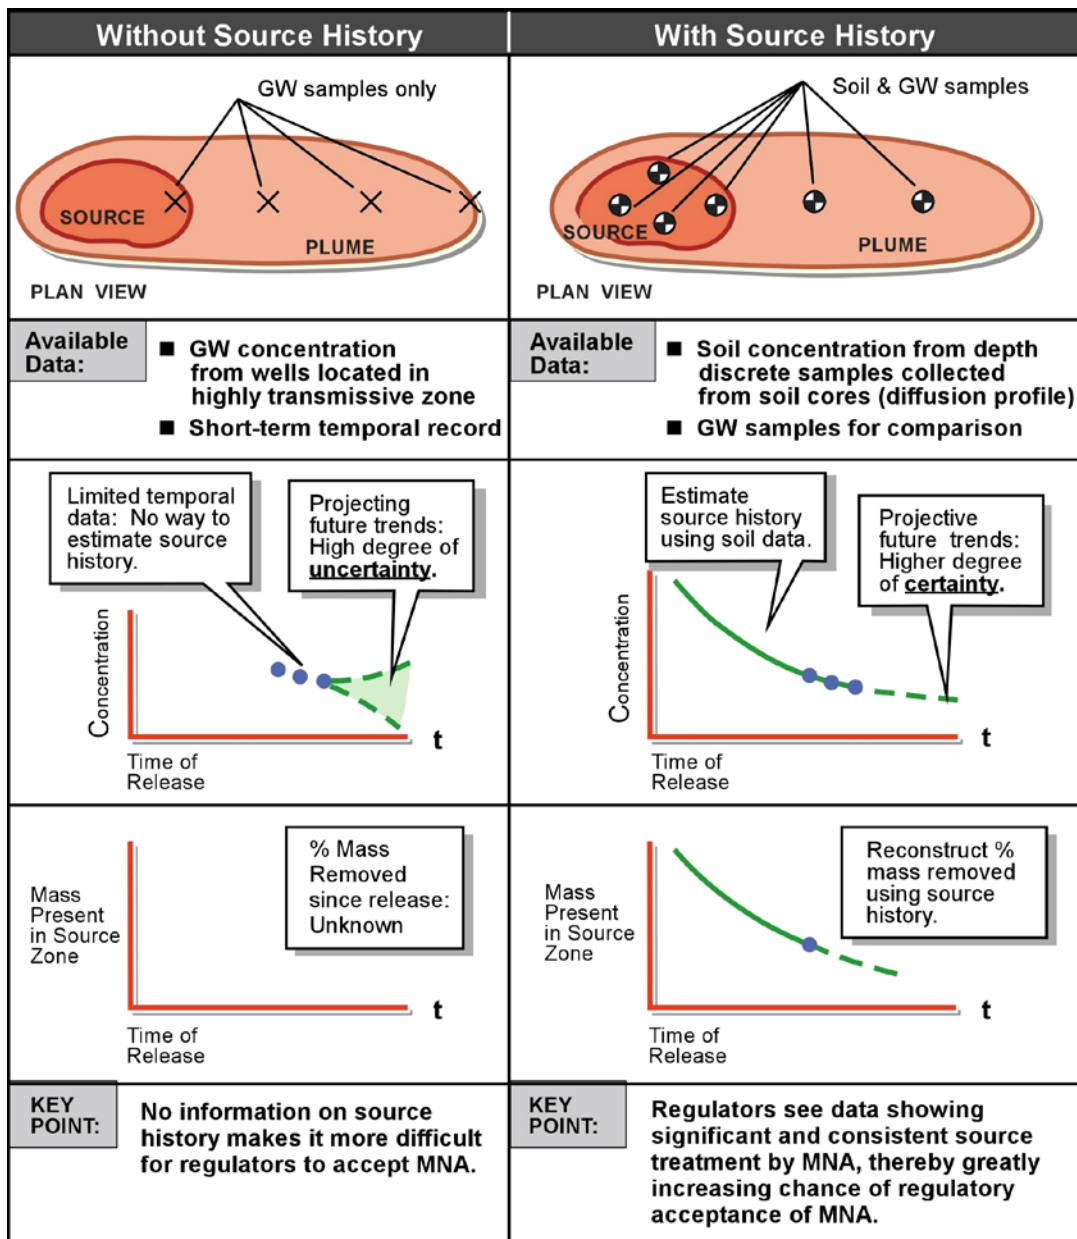 Without Source History
With Source History
GW samples only
SOURCE
PLUME
PLAN VIEW
Soil & GW samples
SOURCE
PLUME
PLAN VIEW
Available
Data:
■ GW concentration
from wells located in
highly transmissive zone
■ Short-term temporal record
Available
Data:
■ Soil concentration from depth
discrete samples collected
from soil cores (diffusion profile)
■ GW samples for comparison
Limited temporal
data: No way to
estimate source
history.
Projecting
future trends:
High degree of
uncertainty.
Concentration
t
Time of
Release
Estimate
source history
using soil data.
Projective
future trends:
Higher degree
of certainty.
Concentration
t
Time of
Release
% Mass
Removed
since release:
Unknown
Mass
Present
in Source
Zone
t
Time of
Release
Reconstruct %
mass removed
using source
history.
Mass
Present
in Source
Zone
t
Time of
Release
KEY
POINT:
No information on source
history makes it more difficult
for regulators to accept MNA.
KEY
POINT:
Regulators see data showing
significant and consistent source
treatment by MNA, thereby greatly
increasing chance of regulatory
acceptance of MNA.